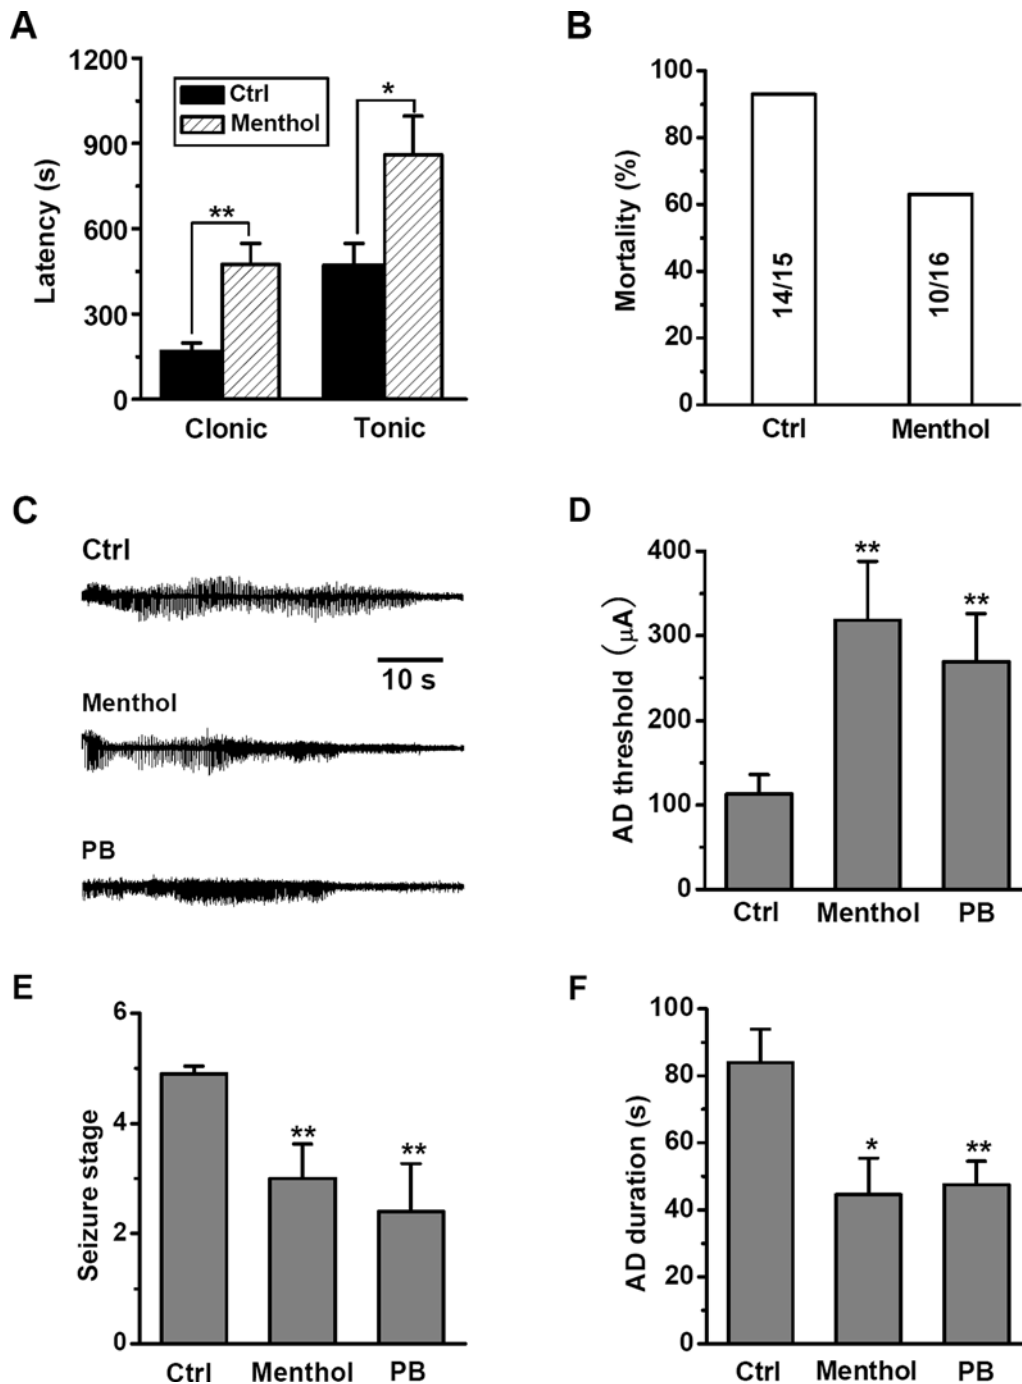 A
Latency (s)
1200
900
600
300
0
Ctrl
Menthol
*
**
Clonic
Tonic
B
Mortality (%)
100
80
60
40
20
0
14/15
10/16
Ctrl
Menthol
C
Ctrl
10 s
Menthol
PB
D
AD threshold (μA)
400
300
200
100
0
**
**
Ctrl
Menthol
PB
E
Seizure stage
6
4
2
0
**
**
Ctrl
Menthol
PB
F
AD duration (s)
100
80
60
40
20
0
*
**
Ctrl
Menthol
PB